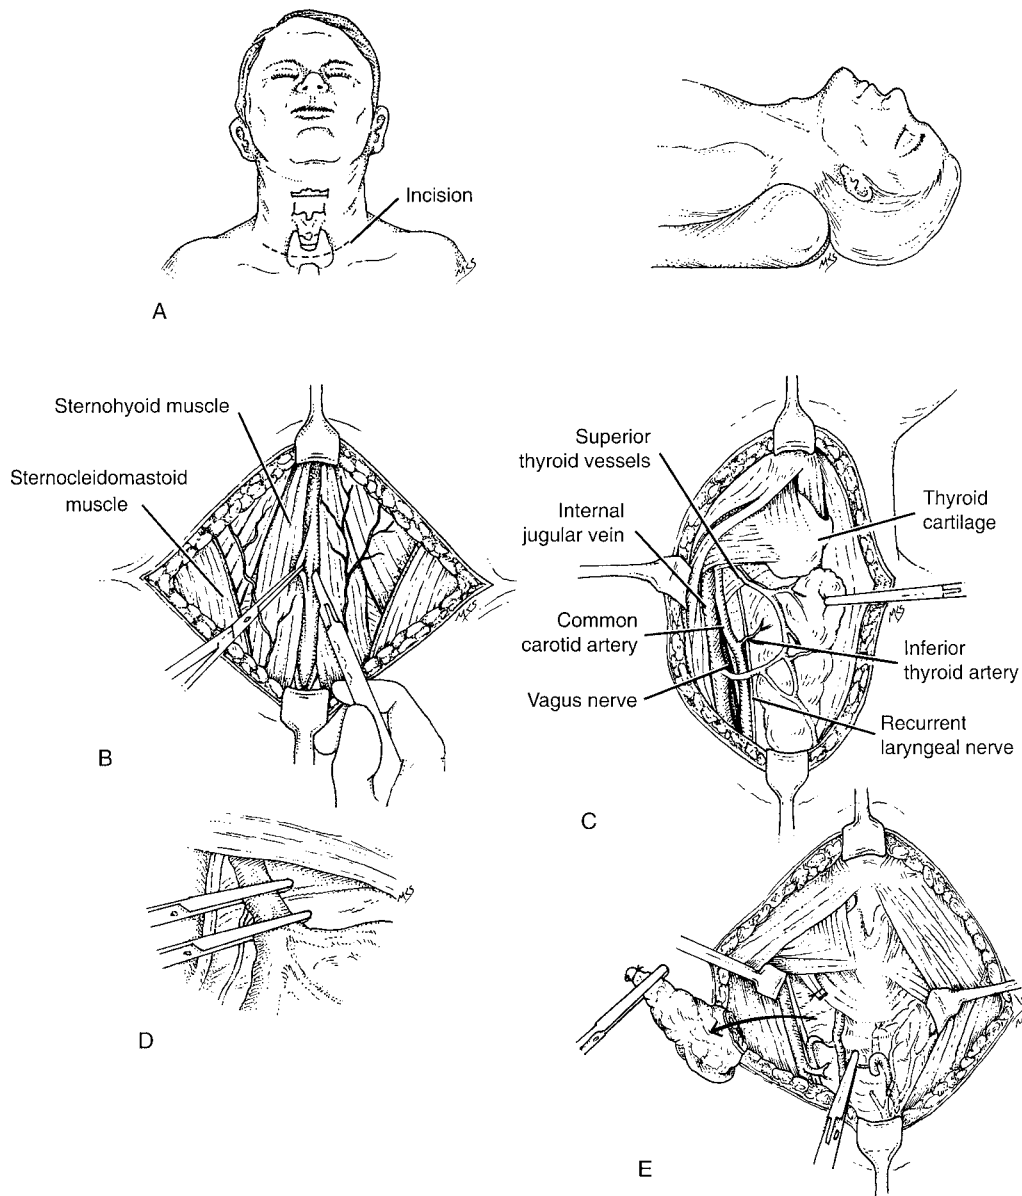 Incision
A
Sternohyoid muscle
Sternocleidomastoid
muscle
B
Superior
thyroid vessels
Internal
jugular vein
Common
carotid artery
Vagus nerve
Thyroid
cartilage
Inferior
thyroid artery
Recurrent
laryngeal nerve
C
D
E